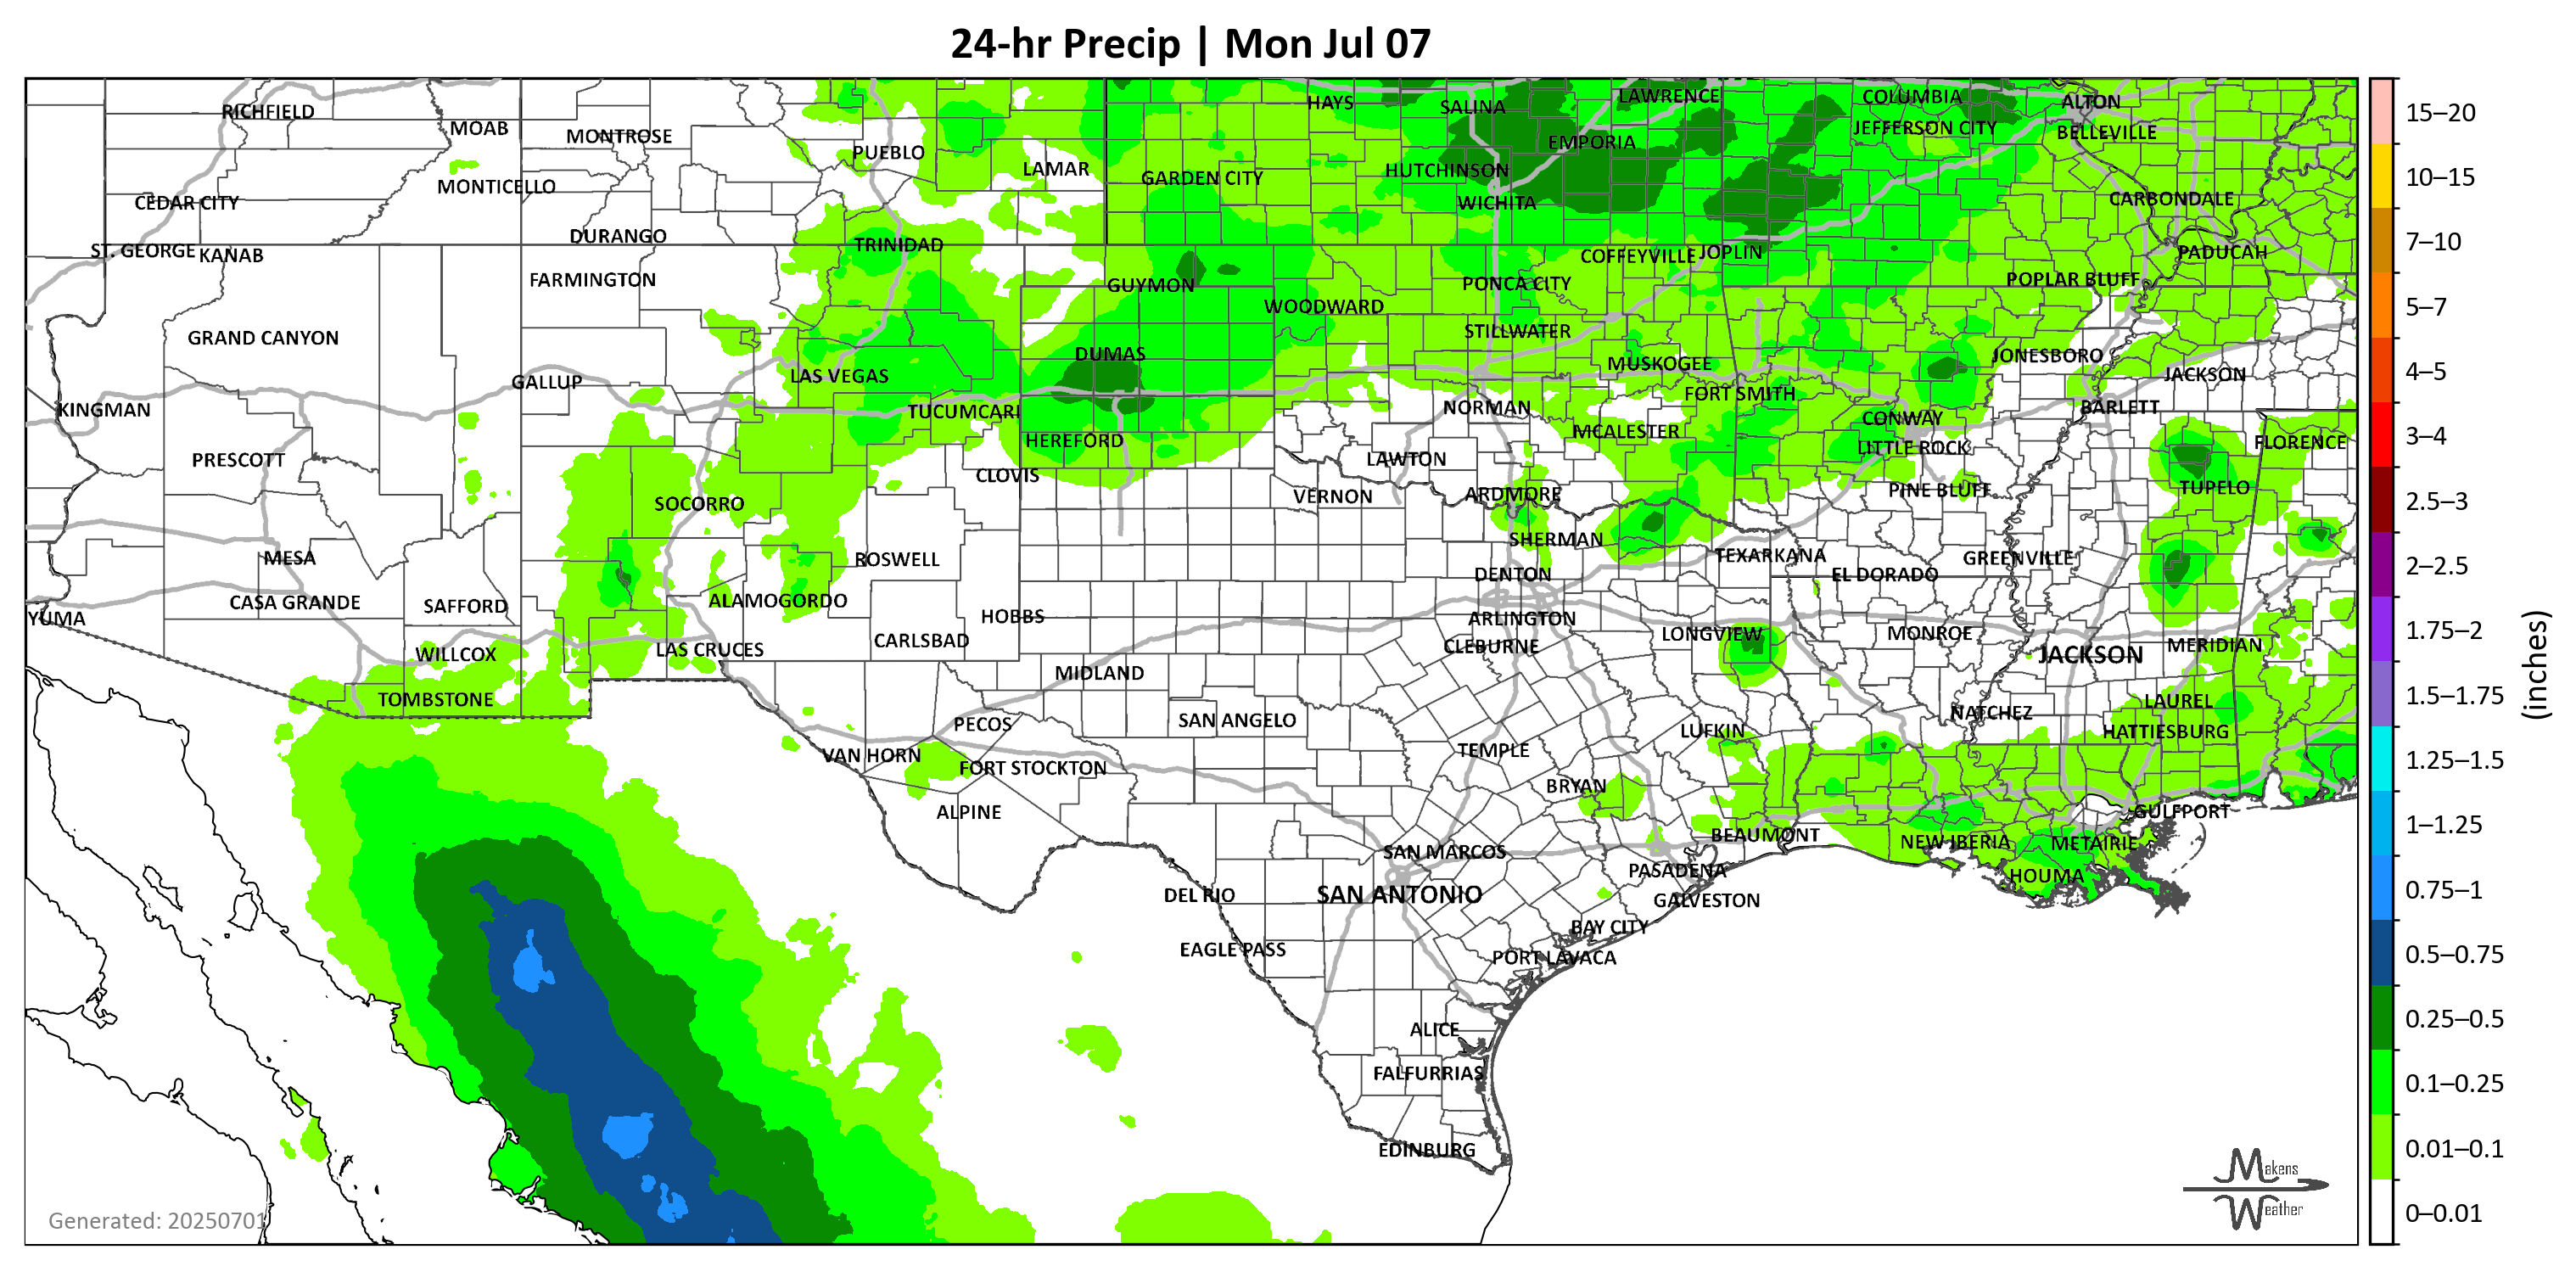 24-hr Precip | Mon Jul 07
RICHFIELD
MOAB
MONTROSE
PUEBLO
LAMAR
HAYS
SALINA
LAWRENCE
COLUMBIA
ALTON
JEFFERSON CITY
BELLEVILLE
EMPORIA
HUTCHINSON
GARDEN CITY
MONTICELLO
CEDAR CITY
WICHITA
CARBONDALE
DURANGO
TRINIDAD
ST. GEORGE
KANAB
COFFEYVILLE
JOPLIN
PADUCAH
FARMINGTON
GUYMON
PONCA CITY
POPLAR BLUFF
WOODWARD
GRAND CANYON
STILLWATER
DUMAS
MUSKOGEE
JONESBORO
JACKSON
GALLUP
LAS VEGAS
FORT SMITH
KINGMAN
TUCUMCARI
NORMAN
BARLETT
CONWAY
HEREFORD
MCALESTER
LITTLE ROCK
FLORENCE
PRESCOTT
CLOVIS
LAWTON
SOCORRO
VERNON
ARDMORE
PINE BLUFF
TUPELO
SHERMAN
MESA
ROSWELL
TEXARKANA
GREENVILLE
DENTON
EL DORADO
CASA GRANDE
SAFFORD
ALAMOGORDO
HOBBS
ARLINGTON
YUMA
CARLSBAD
LONGVIEW
MONROE
WILLCOX
LAS CRUCES
CLEBURNE
JACKSON
MERIDIAN
MIDLAND
TOMBSTONE
LAUREL
PECOS
SAN ANGELO
NATCHEZ
LUFKIN
HATTIESBURG
VAN HORN
FORT STOCKTON
TEMPLE
BRYAN
ALPINE
GULFPORT
BEAUMONT
NEW IBERIA
METAIRIE
SAN MARCOS
PASADENA
HOUMA
DEL RIO
SAN ANTONIO
GALVESTON
BAY CITY
EAGLE PASS
PORT LAVACA
ALICE
FALFURRIAS
EDINBURG
Generated: 20250701
Makens
Weather
15–20
10–15
7–10
5–7
4–5
3–4
2.5–3
2–2.5
1.75–2
1.5–1.75
1.25–1.5
1–1.25
0.75–1
0.5–0.75
0.25–0.5
0.1–0.25
0.01–0.1
0–0.01
(inches)